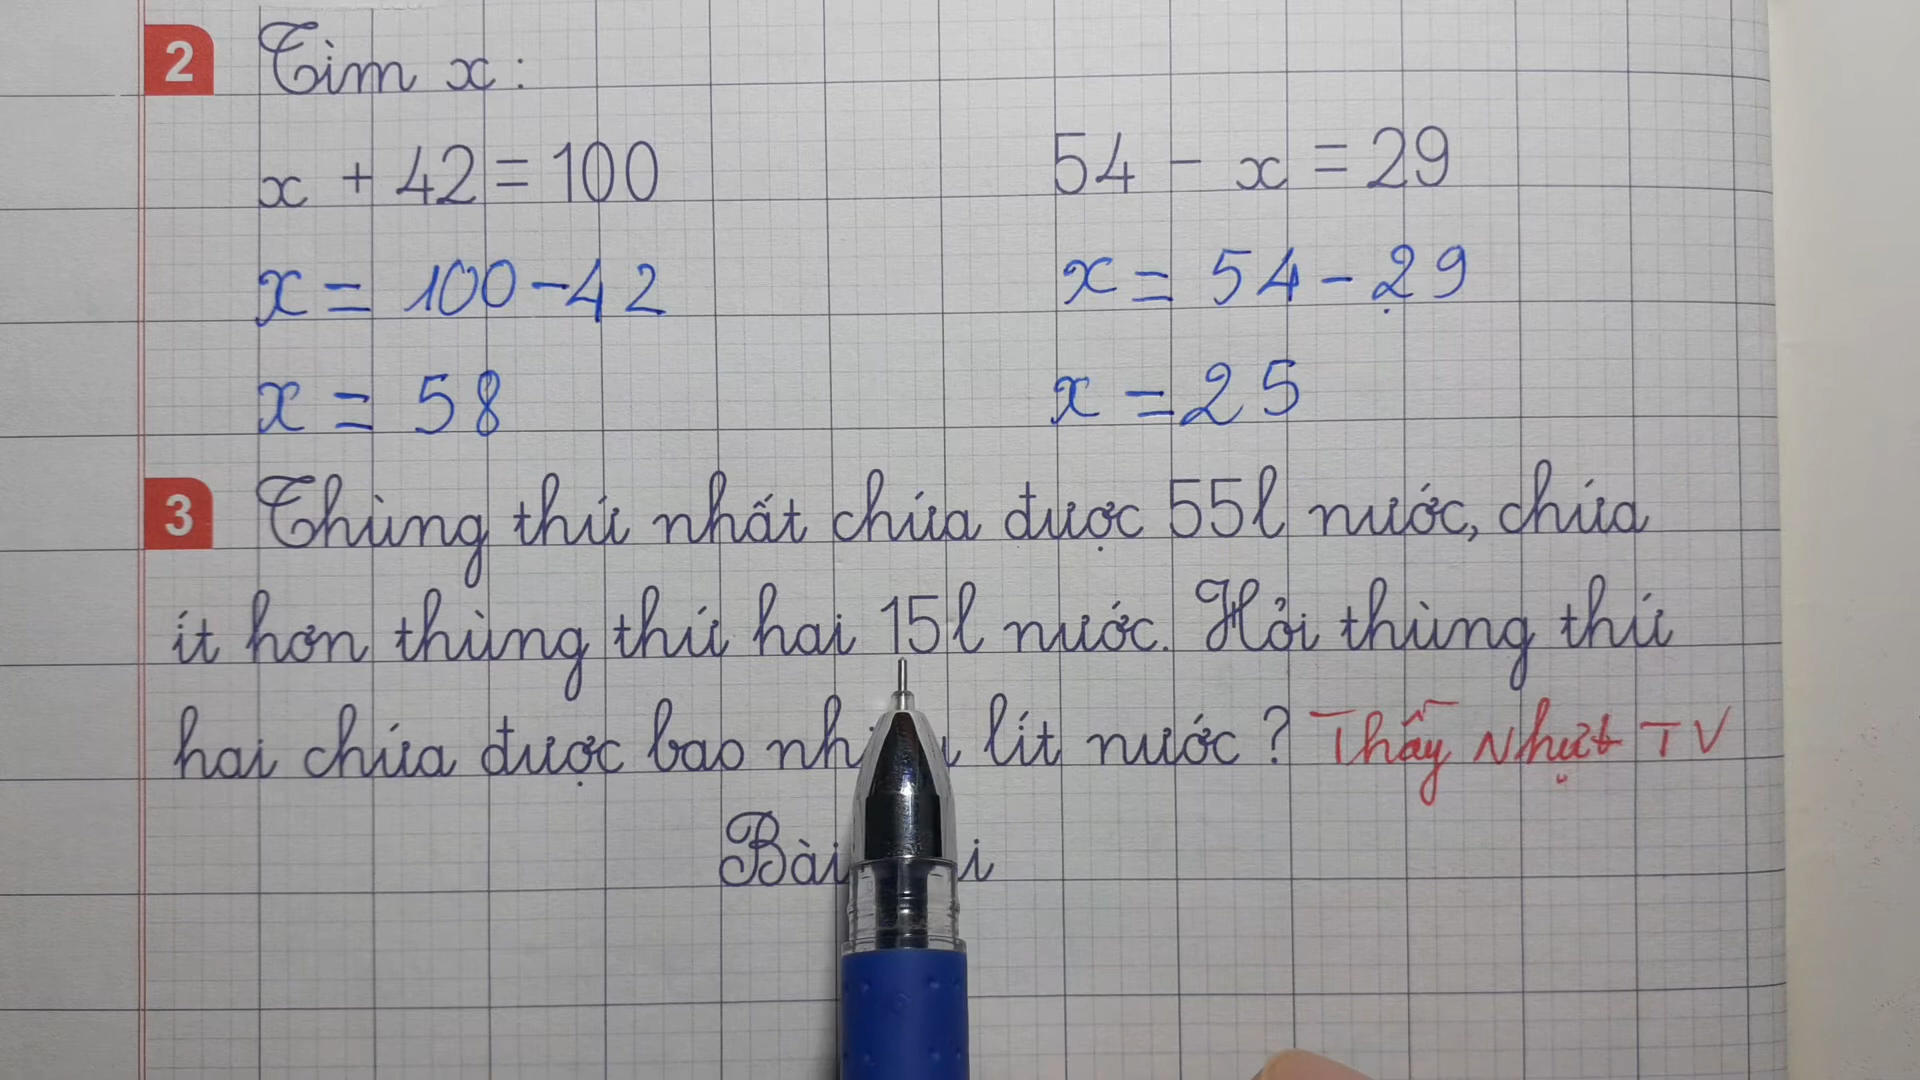 2 Tìm x:
x + 42 = 100 54 - x = 29
x = 100 - 42 x = 54 - 29
x = 58 x = 25
3 Thùng thứ nhất chứa được 55l nước, chứa
ít hơn thùng thứ hai 15l nước. Hỏi thùng thứ
hai chứa được bao lít nước? Thầy Nhựt TV
Bài